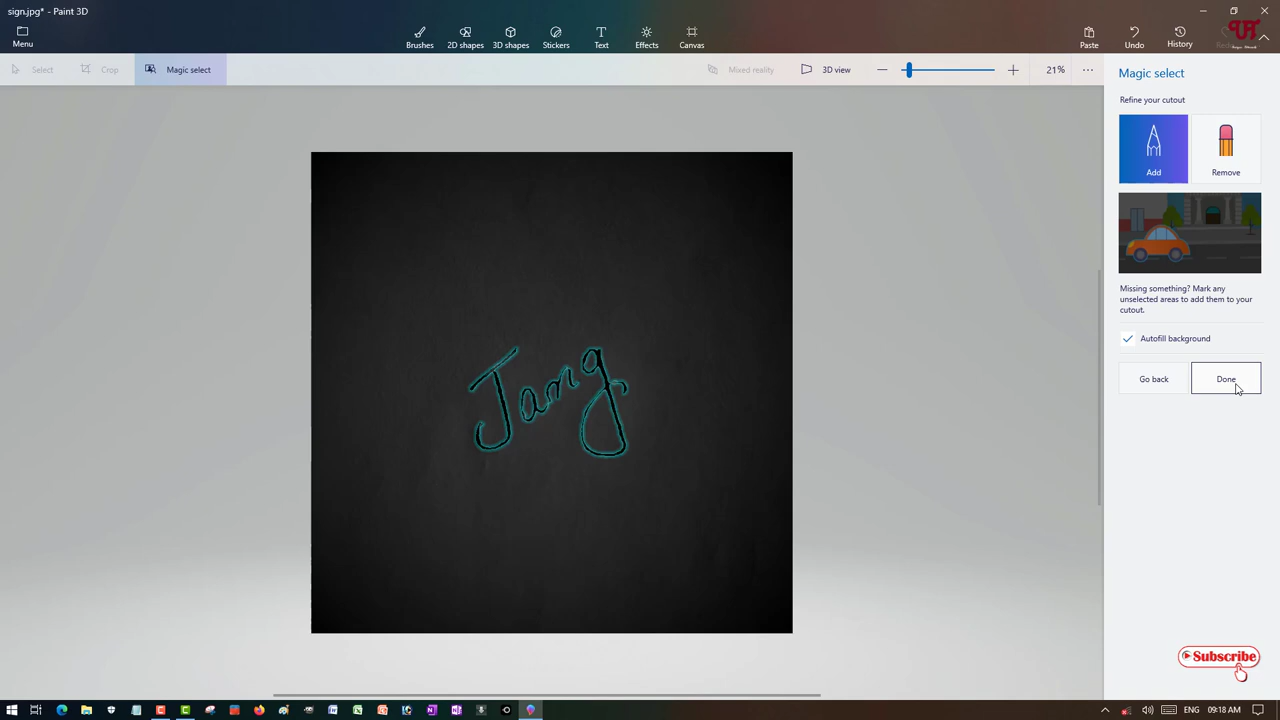 sign.jpg* - Paint 3D
Menu
Brushes
2D shapes
3D shapes
Stickers
Text
Effects
Canvas
Paste
Undo
History
Select
Crop
Magic select
Mixed reality
3D view
21%
Magic select
Refine your cutout
Add
Remove
Missing something? Mark any
unselected areas to add them to your
cutout.
Autofill background
Go back
Done
Jamg
Subscribe
ENG
09:18 AM